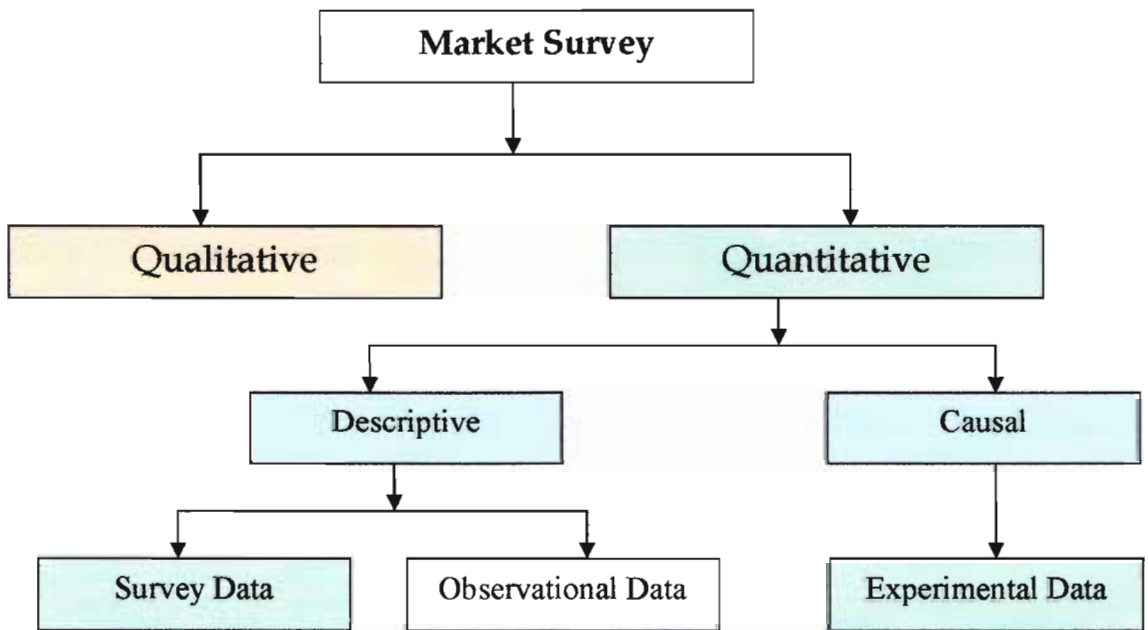 Market Survey
Qualitative
Quantitative
Descriptive
Causal
Survey Data
Observational Data
Experimental Data